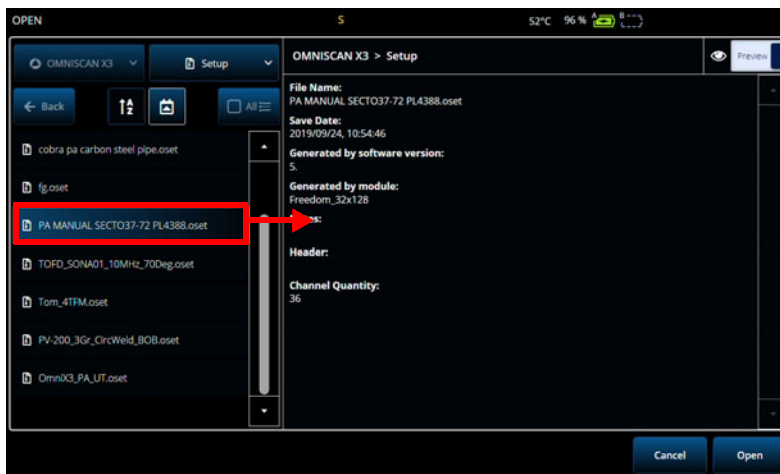 OPEN
S
52°C 96 % A B
OMNISCAN X3
Setup
Back
All
cobra pa carbon steel pipe.oset
fg.oset
PA MANUAL SECTO37-72 PL4388.oset
TOFD_SONA01_10MHz_70Deg.oset
Tom_4TFM.oset
PV-200_3Gr_CircWeld_BOB.oset
OmniX3_PA_UT.oset
OMNISCAN X3 > Setup
Preview
File Name:
PA MANUAL SECTO37-72 PL4388.oset
Save Date:
2019/09/24, 10:54:46
Generated by software version:
5.
Generated by module:
Freedom_32x128
Header:
Channel Quantity:
36
Cancel
Open